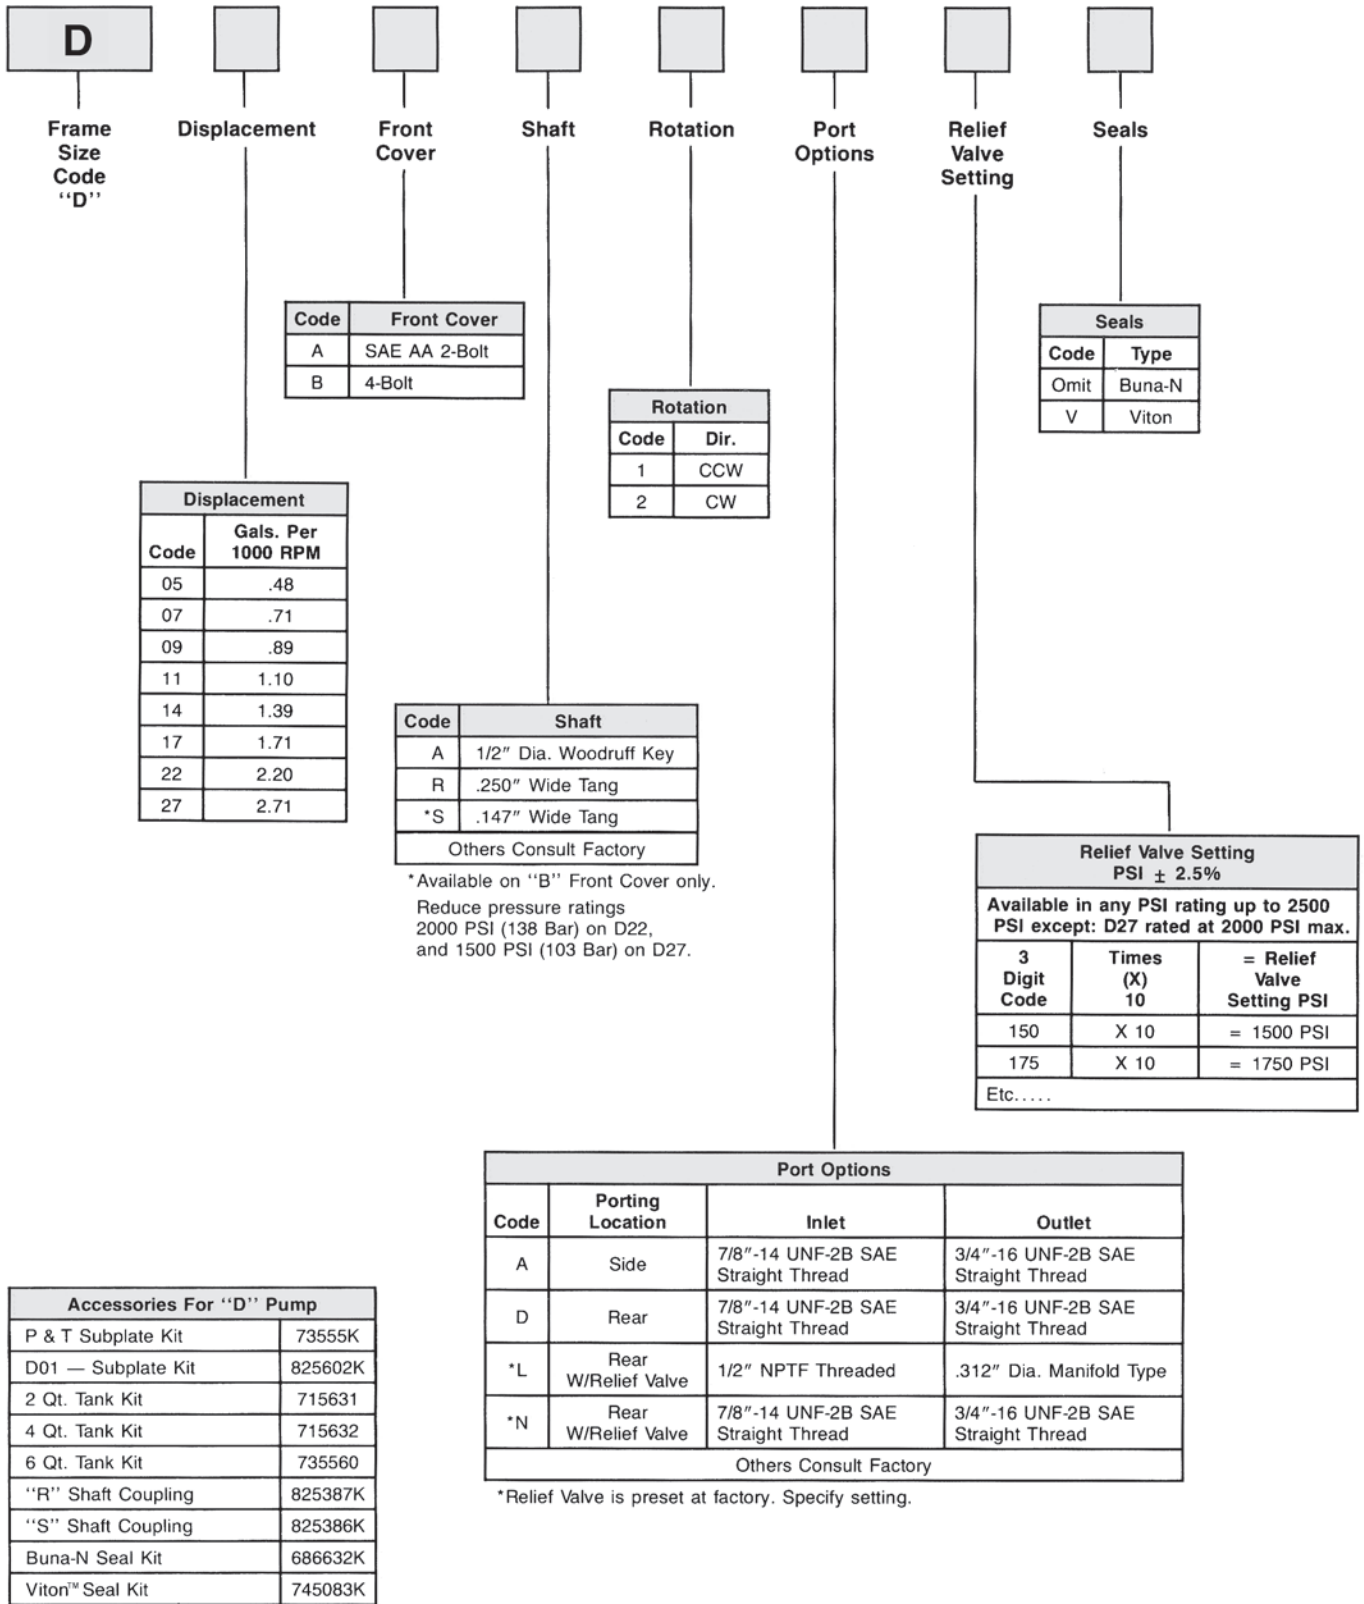 D
Frame
Size
Code
‘‘D’’
Displacement
Front
Cover
Shaft
Rotation
Port
Options
Relief
Valve
Setting
Seals
Code Front Cover
A SAE AA 2-Bolt
B 4-Bolt
Seals
Code Type
Omit Buna-N
V Viton
Rotation
Code Dir.
1 CCW
2 CW
Displacement
Code Gals. Per
1000 RPM
05 .48
07 .71
09 .89
11 1.10
14 1.39
17 1.71
22 2.20
27 2.71
Code Shaft
A 1/2″ Dia. Woodruff Key
R .250″ Wide Tang
*S .147″ Wide Tang
Others Consult Factory
*Available on ‘‘B’’ Front Cover only.
Reduce pressure ratings
2000 PSI (138 Bar) on D22,
and 1500 PSI (103 Bar) on D27.
Relief Valve Setting
PSI ± 2.5%
Available in any PSI rating up to 2500
PSI except: D27 rated at 2000 PSI max.
3
Digit
Code
Times
(X)
10
= Relief
Valve
Setting PSI
150 X 10 = 1500 PSI
175 X 10 = 1750 PSI
Etc.....
Port Options
Code
Porting
Location
Inlet
Outlet
A
Side
7/8″-14 UNF-2B SAE
Straight Thread
3/4″-16 UNF-2B SAE
Straight Thread
D
Rear
7/8″-14 UNF-2B SAE
Straight Thread
3/4″-16 UNF-2B SAE
Straight Thread
*L
Rear
W/Relief Valve
1/2″ NPTF Threaded
.312″ Dia. Manifold Type
*N
Rear
W/Relief Valve
7/8″-14 UNF-2B SAE
Straight Thread
3/4″-16 UNF-2B SAE
Straight Thread
Others Consult Factory
*Relief Valve is preset at factory. Specify setting.
Accessories For ‘‘D’’ Pump
P & T Subplate Kit 73555K
D01 — Subplate Kit 825602K
2 Qt. Tank Kit 715631
4 Qt. Tank Kit 715632
6 Qt. Tank Kit 735560
‘‘R’’ Shaft Coupling 825387K
‘‘S’’ Shaft Coupling 825386K
Buna-N Seal Kit 686632K
Viton™ Seal Kit 745083K